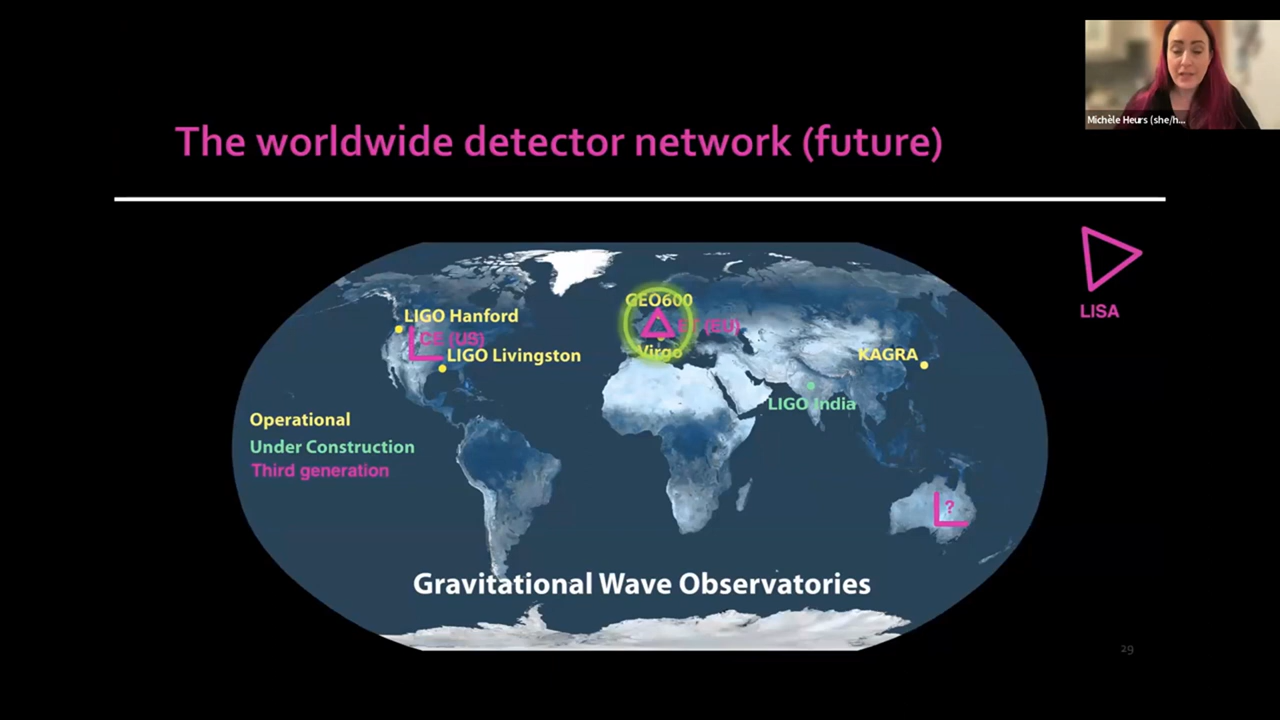 Michèle Heurs (she/h...
The worldwide detector network (future)
LISA
GEO600
LIGO Hanford
ET (EU)
CE (US)
Virgo
LIGO Livingston
KAGRA
LIGO India
Operational
Under Construction
Third generation
?
Gravitational Wave Observatories
29